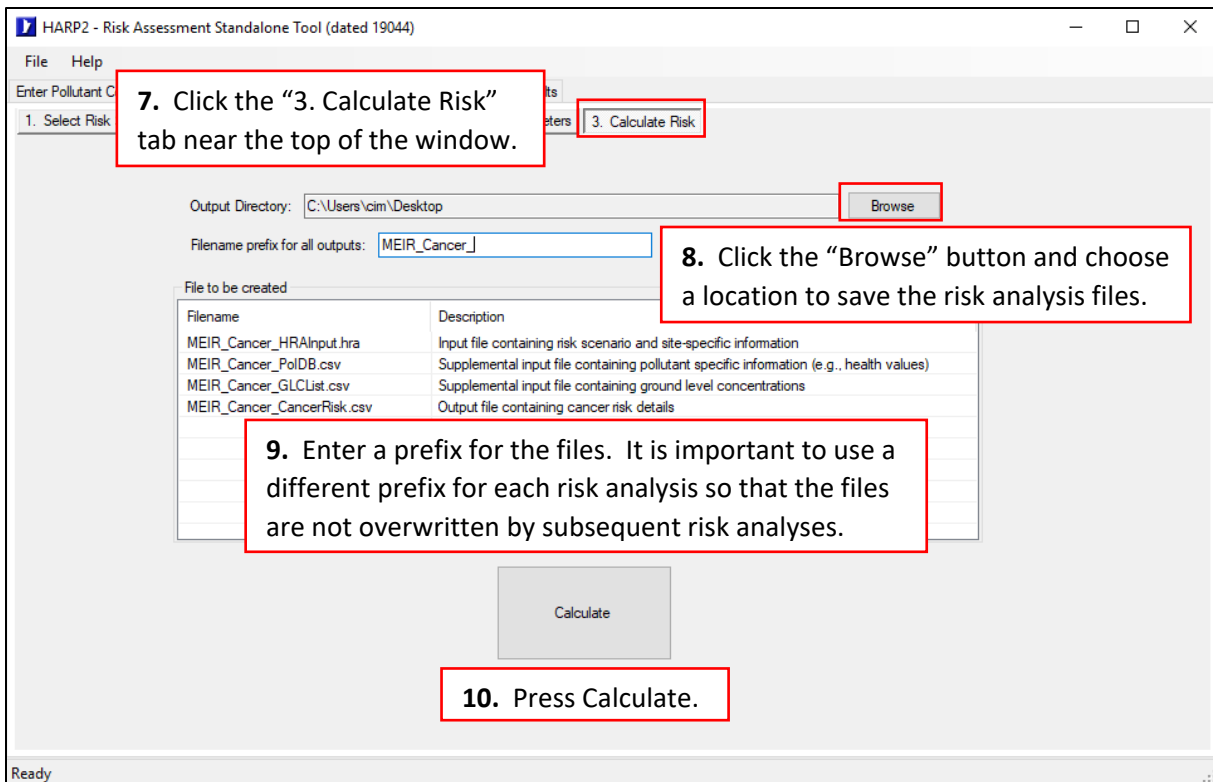 HARP2 - Risk Assessment Standalone Tool (dated 19044)
File Help
Enter Pollutant C
7. Click the “3. Calculate Risk”
tab near the top of the window.
1. Select Risk
3. Calculate Risk
Output Directory: C:\Users\cim\Desktop Browse
Filename prefix for all outputs: MEIR_Cancer_
8. Click the “Browse” button and choose
a location to save the risk analysis files.
File to be created
Filename Description
MEIR_Cancer_HRAInput.hra Input file containing risk scenario and site-specific information
MEIR_Cancer_PolDB.csv Supplemental input file containing pollutant specific information (e.g., health values)
MEIR_Cancer_GLCList.csv Supplemental input file containing ground level concentrations
MEIR_Cancer_CancerRisk.csv Output file containing cancer risk details
9. Enter a prefix for the files. It is important to use a
different prefix for each risk analysis so that the files
are not overwritten by subsequent risk analyses.
Calculate
10. Press Calculate.
Ready